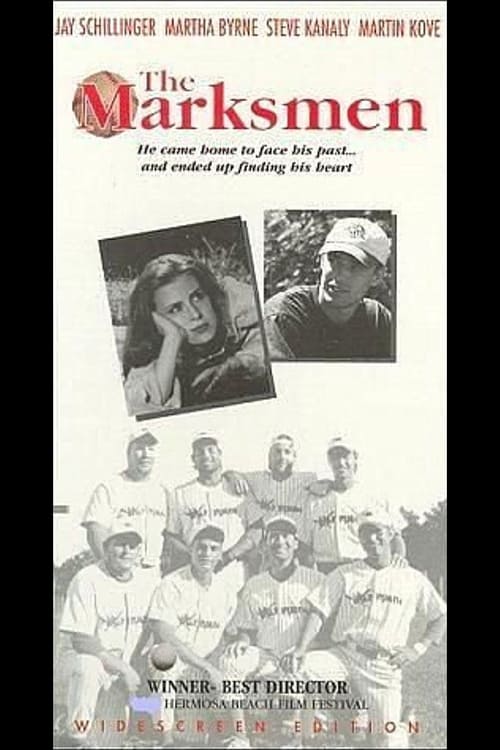 JAY SCHILLINGER MARTHA BYRNE STEVE KANALY MARTIN KOVE
The
Marksmen
He came home to face his past...
and ended up finding his heart
WINNER- BEST DIRECTOR
HERMOSA BEACH FILM FESTIVAL
WIDESCREEN EDITION